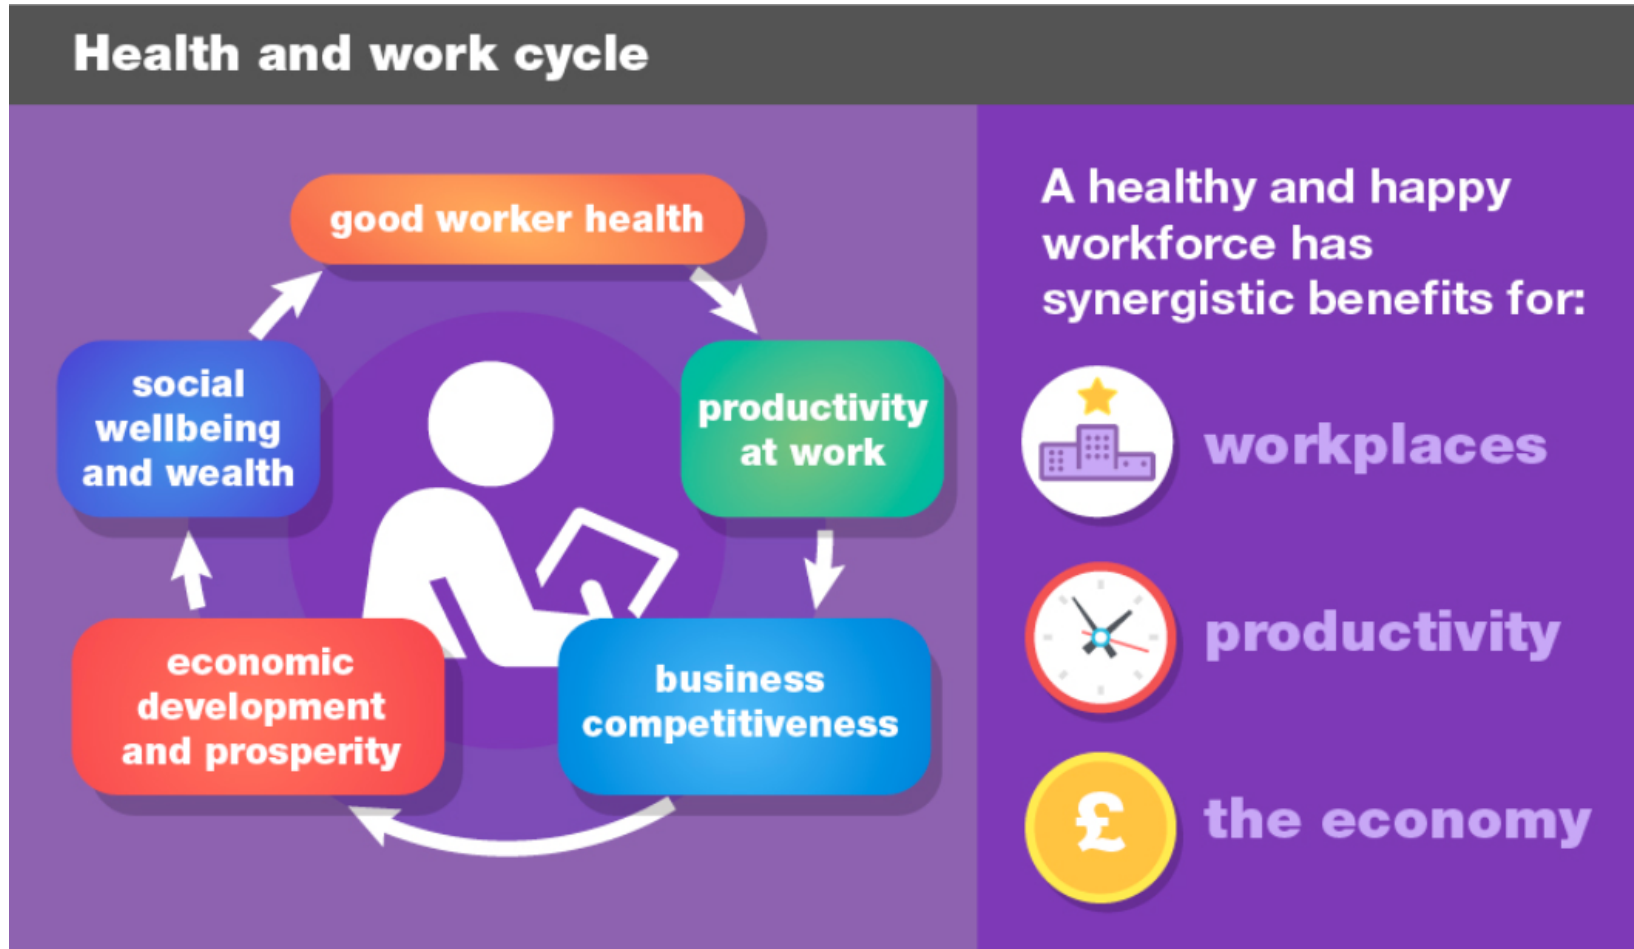 Health and work cycle
good worker health
productivity
at work
business
competitiveness
economic
development
and prosperity
social
wellbeing
and wealth
A healthy and happy
workforce has
synergistic benefits for:
workplaces
productivity
£
the economy